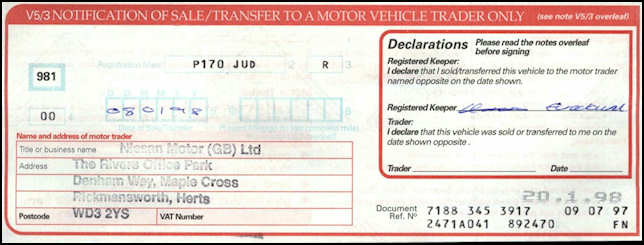 V5/3 NOTIFICATION OF SALE/TRANSFER TO A MOTOR VEHICLE TRADER ONLY (see note V5/3 overleaf)
Registration Mark P170 JUD 2 R 3
981
00 4 080198
Name and address of motor trader
Title or business name Nissan Motor (GB) Ltd
Address The Rivers Office Park
Denham Way, Maple Cross
Rickmansworth, Herts
Postcode WD3 2YS VAT Number
Declarations Please read the notes overleaf
before signing
Registered Keeper:
I declare that I sold/transferred this vehicle to the motor trader
named opposite on the date shown.
Registered Keeper
Trader:
I declare that this vehicle was sold or transferred to me on the
date shown opposite .
Trader Date
20.1.98
Document
Ref. Nº
7188 345 3917 09 07 97
2471A041 892470 FN